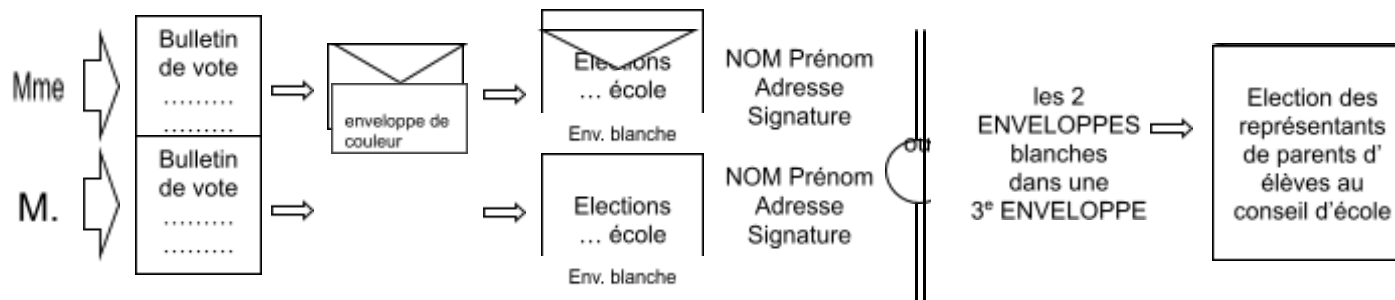 Mme
Bulletin
de vote
.........
.........
enveloppe de
couleur
Elections
... école
Env. blanche
NOM Prénom
Adresse
Signature
M.
Bulletin
de vote
.........
.........
Elections
... école
Env. blanche
NOM Prénom
Adresse
Signature
ou
les 2
ENVELOPPES
blanches
dans une
3e ENVELOPPE
Election des
représentants
de parents d’
élèves au
conseil d’école